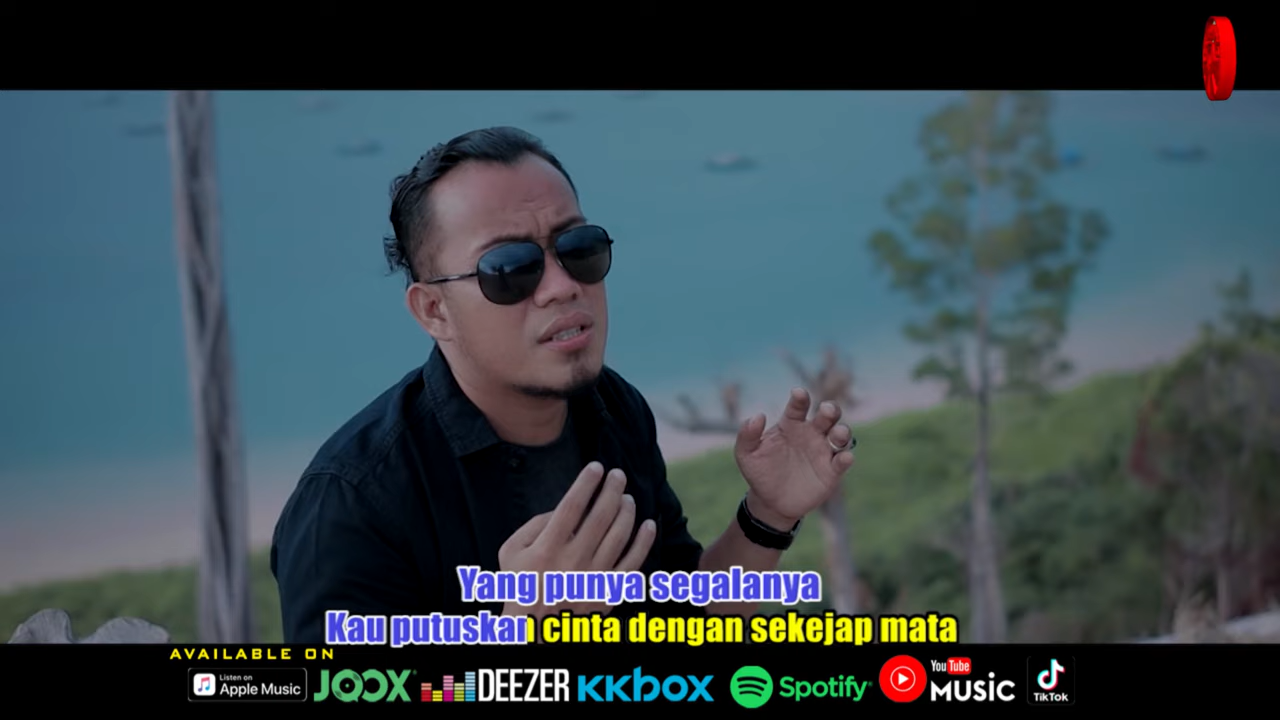 Yang punya segalanya
Kau putuskan cinta dengan sekejap mata
AVAILABLE ON
Listen on
Apple Music
JOOX
DEEZER
KKBOX
Spotify
YouTube
MUSIC
TikTok